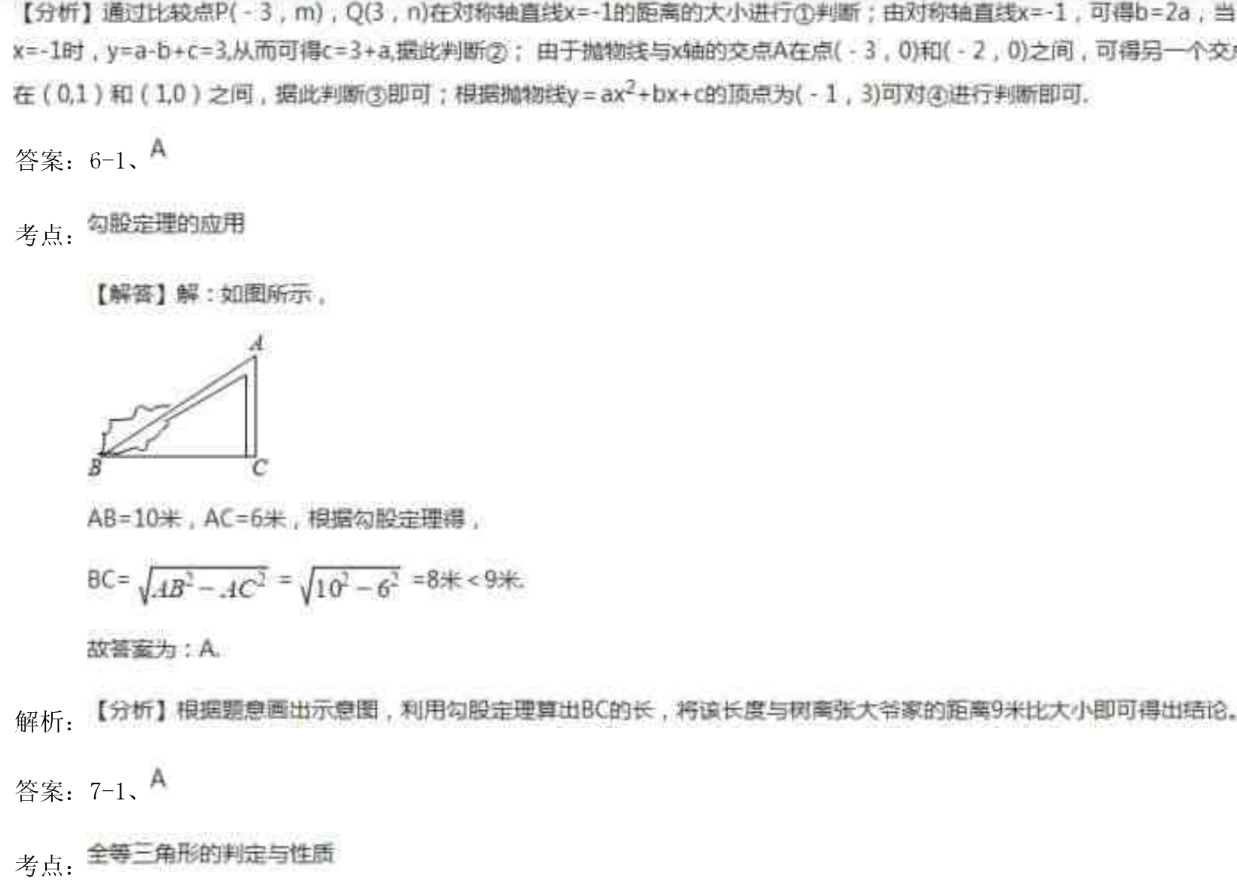 【分析】通过比较点P(-3，m)，Q(3，n)在对称轴直线x=-1的距离的大小进行①判断；由对称轴直线x=-1，可得b=2a，当
x=-1时，y=a-b+c=3,从而可得c=3+a,据此判断②；由于抛物线与x轴的交点A在点(-3，0)和(-2，0)之间，可得另一个交
在（0,1）和（1,0）之间，据此判断③即可；根据抛物线y=ax²+bx+c的顶点为(-1，3)可对④进行判断即可.
答案：6-1、A
考点：勾股定理的应用
【解答】解：如图所示，
A
B
C
AB=10米，AC=6米，根据勾股定理得，
BC=√(AB²-AC²) =√(10²-6²) =8米＜9米.
故答案为：A.
解析：【分析】根据题意画出示意图，利用勾股定理算出BC的长，将该长度与树离张大爷家的距离9米比大小即可得出结论。
答案：7-1、A
考点：全等三角形的判定与性质